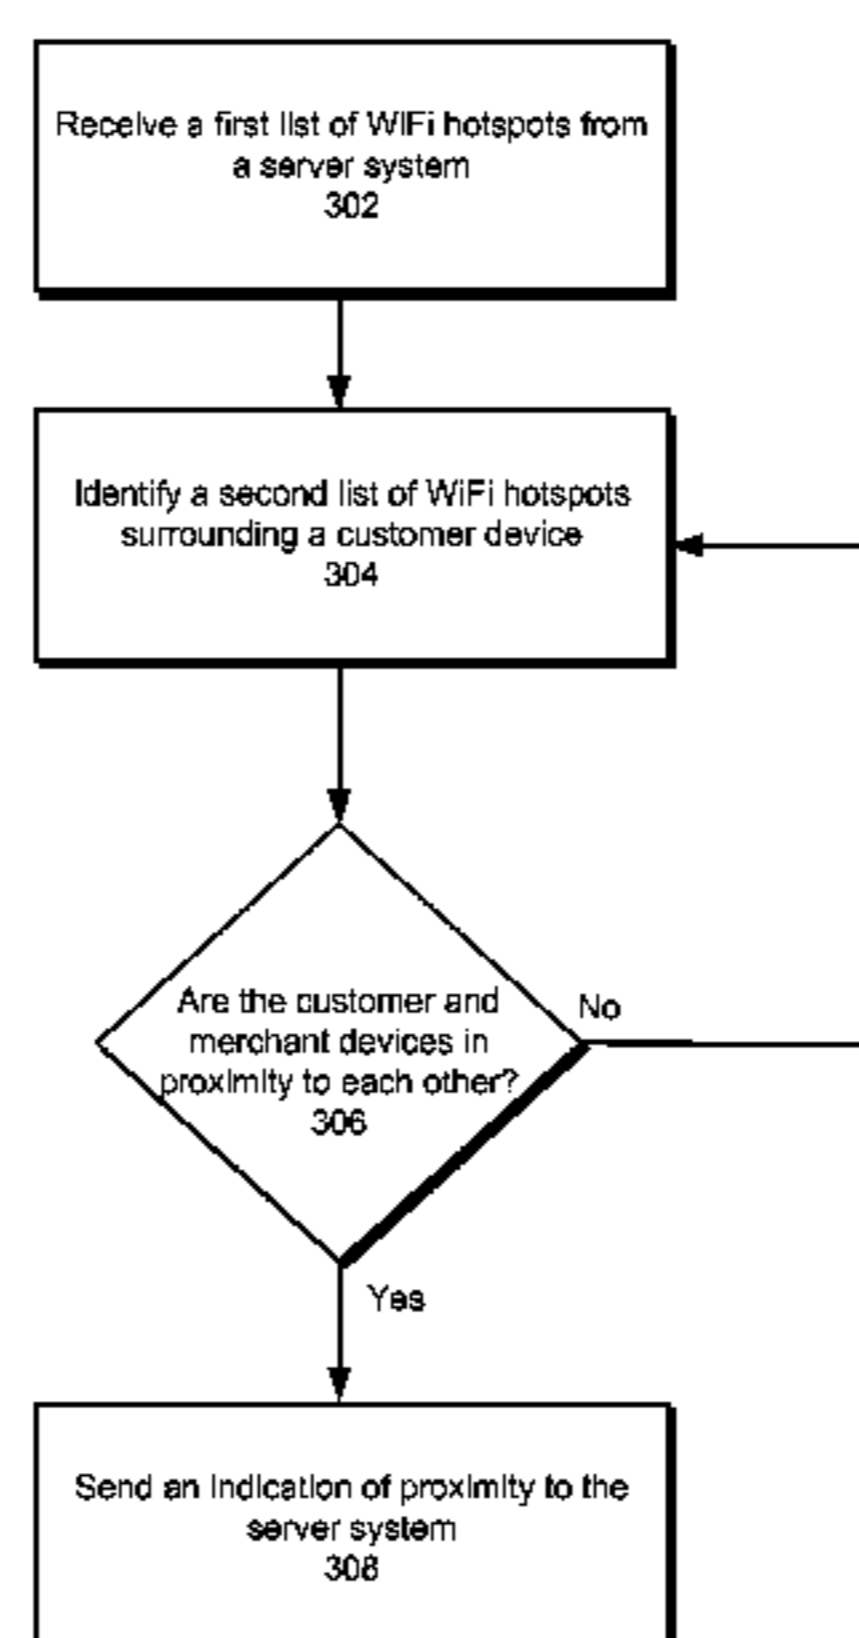 Receive a first list of WiFi hotspots from
a server system
302
Identify a second list of WiFi hotspots
surrounding a customer device
304
Are the customer and
merchant devices in
proximity to each other?
306
No
Yes
Send an indication of proximity to the
server system
308